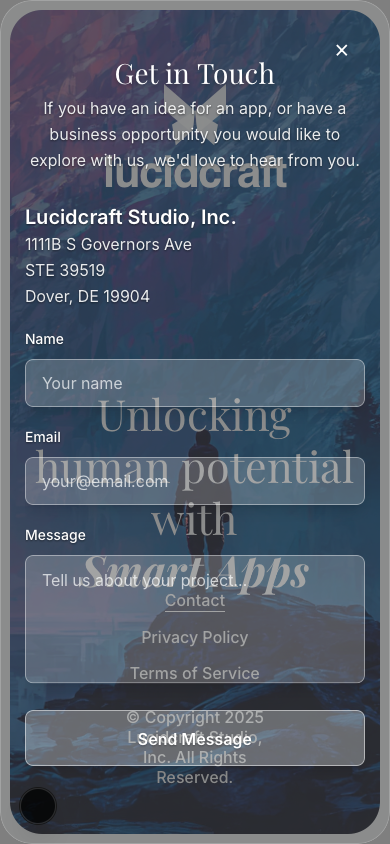 Get in Touch
If you have an idea for an app, or have a
business opportunity you would like to
explore with us, we'd love to hear from you.
lucidcraft
Lucidcraft Studio, Inc.
1111B S Governors Ave
STE 39519
Dover, DE 19904
Name
Your name
Unlocking
Email
human potential
your@email.com
with
Message
Smart Apps
Tell us about your project...
Contact
Privacy Policy
Terms of Service
© Copyright 2025
Lucidcraft Studio,
Send Message
Inc. All Rights
Reserved.